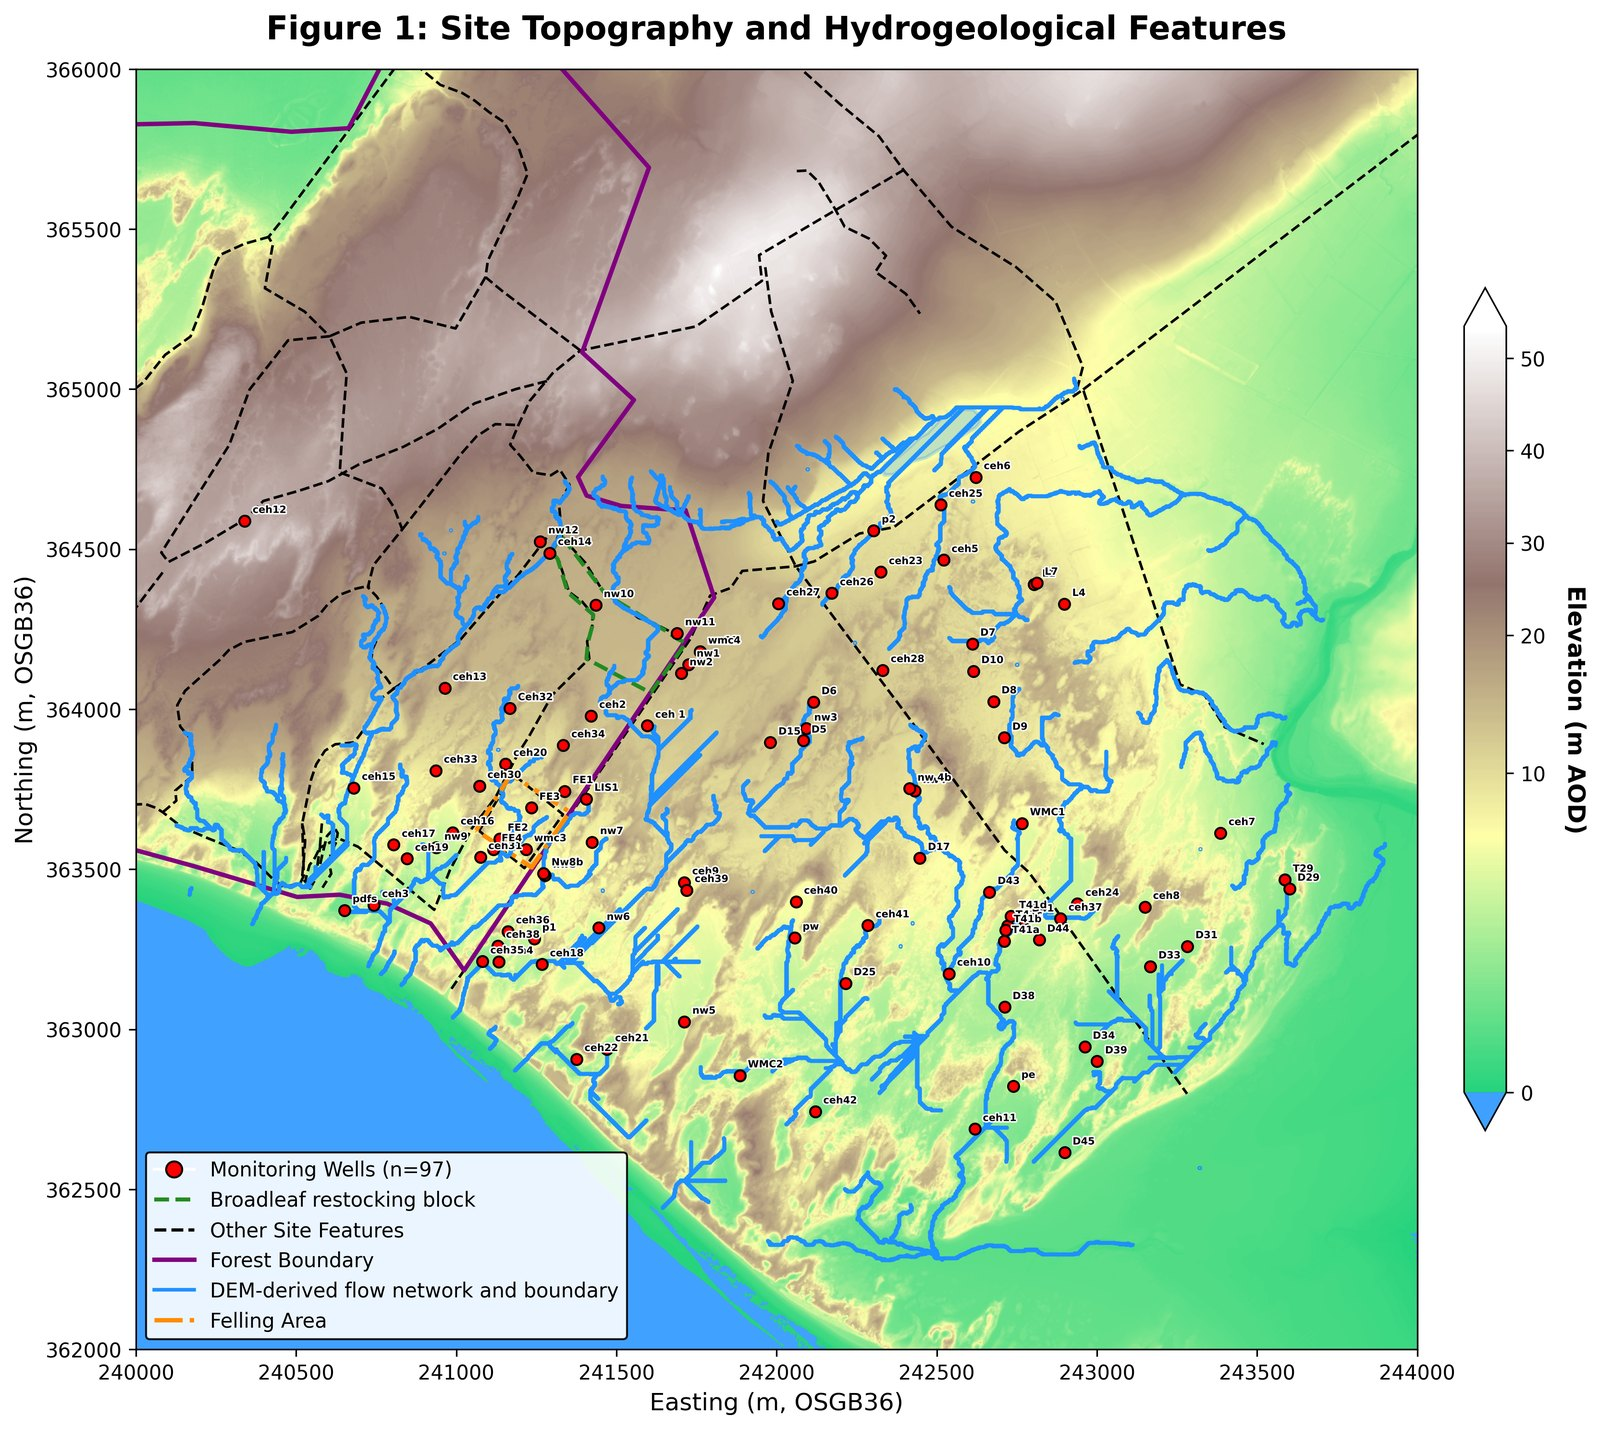 Figure 1: Site Topography and Hydrogeological Features
366000
365500
365000
364500
364000
363500
363000
362500
362000
Northing (m, OSGB36)
240000
240500
241000
241500
242000
242500
243000
243500
244000
Easting (m, OSGB36)
50
40
30
20
10
0
Elevation (m AOD)
ceh6
ceh25
ceh12
p2
nw12
ceh14
ceh5
ceh23
L7
ceh26
L4
ceh27
nw10
nw11
D7
wmc4
nw1
nw2
ceh28
D10
ceh13
D6
D8
Ceh32
ceh2
nw3
ceh 1
D5
D15
D9
ceh34
ceh20
ceh33
ceh15
ceh30
FE1
nw4b
LIS1
FE3
WMC1
ceh16
ceh7
FE2
nw9
FE4
ceh17
nw7
wmc3
ceh31
ceh19
D17
Nw8b
T29
ceh9
D29
ceh39
D43
ceh3
pdfs
ceh40
ceh24
ceh8
T41d
ceh37
T41b
ceh36
nw6
ceh41
T41a
D44
p1
pw
ceh38
D31
ceh35
ceh18
D33
ceh10
D25
D38
nw5
ceh21
D34
ceh22
D39
WMC2
pe
ceh42
ceh11
D45
Monitoring Wells (n=97)
Broadleaf restocking block
Other Site Features
Forest Boundary
DEM-derived flow network and boundary
Felling Area